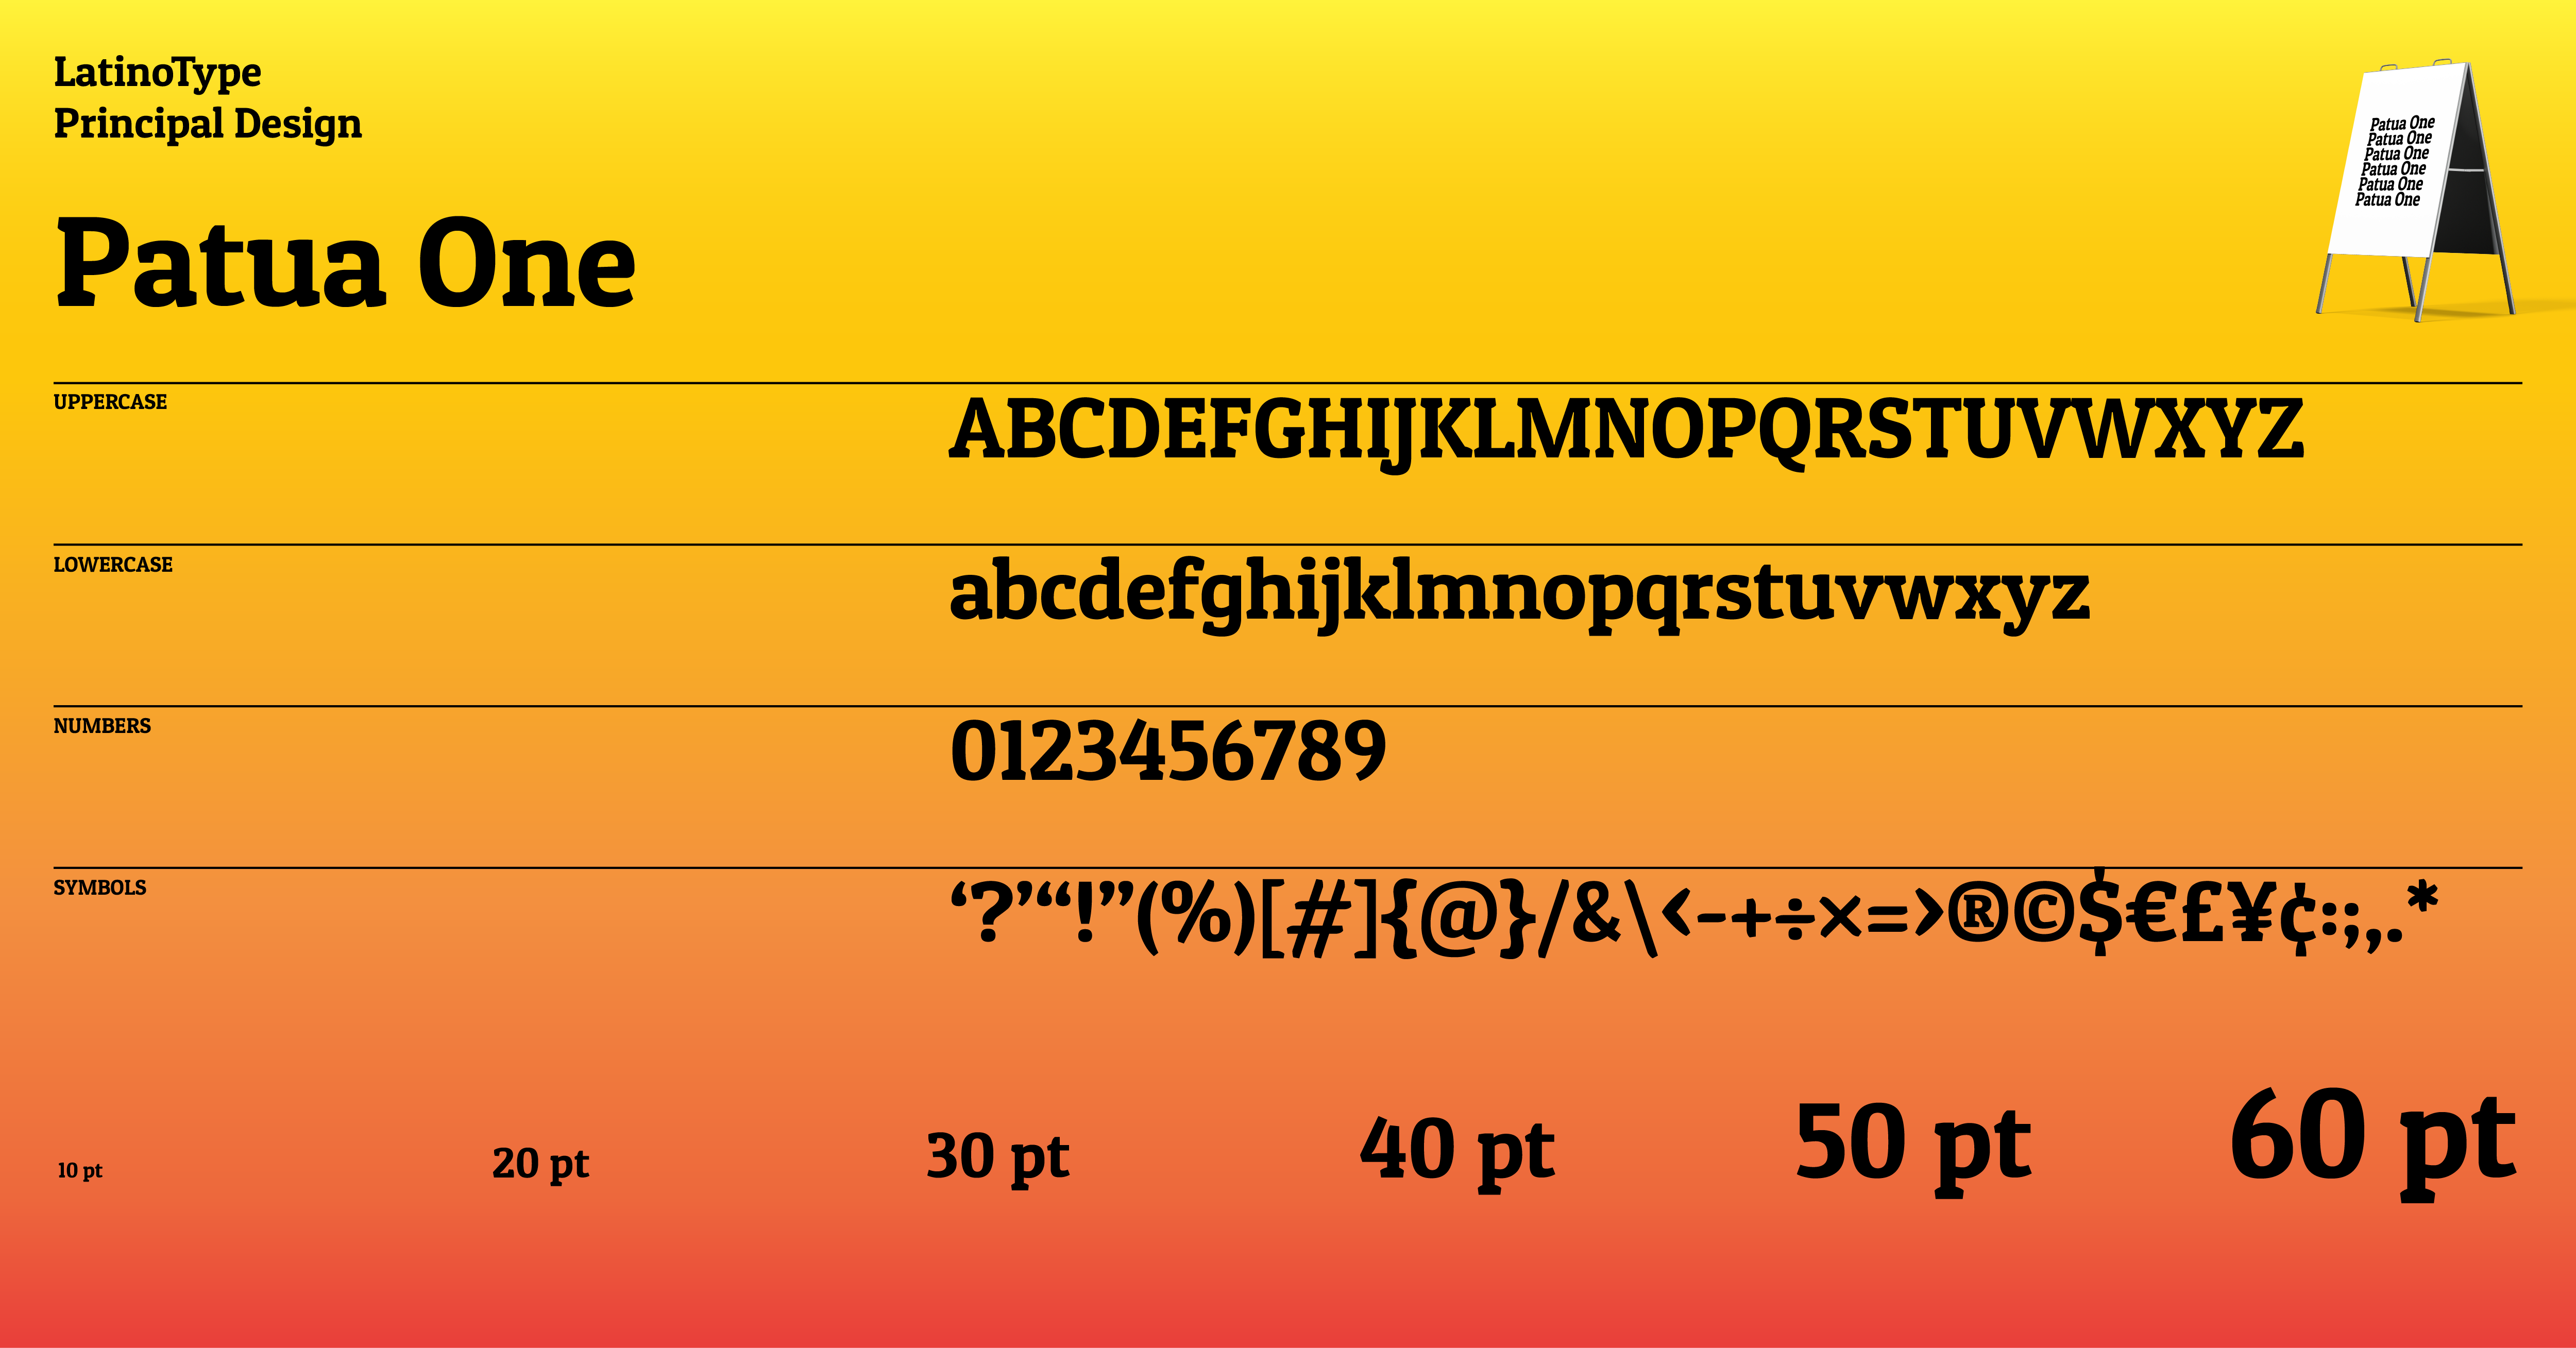 LatinoType
Principal Design
Patua One
Patua One
Patua One
Patua One
Patua One
Patua One
Patua One
UPPERCASE
ABCDEFGHIJKLMNOPQRSTUVWXYZ
LOWERCASE
abcdefghijklmnopqrstuvwxyz
NUMBERS
0123456789
SYMBOLS
‘?’“!”(%)[#]{@}/&\<-+÷×=>®©$€£¥¢:;,.*
10 pt
20 pt
30 pt
40 pt
50 pt
60 pt